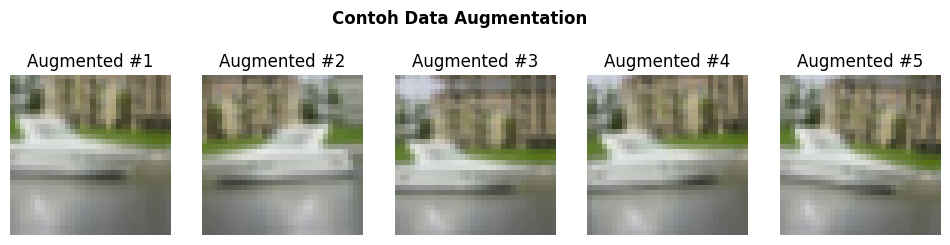 Contoh Data Augmentation
Augmented #1
Augmented #2
Augmented #3
Augmented #4
Augmented #5